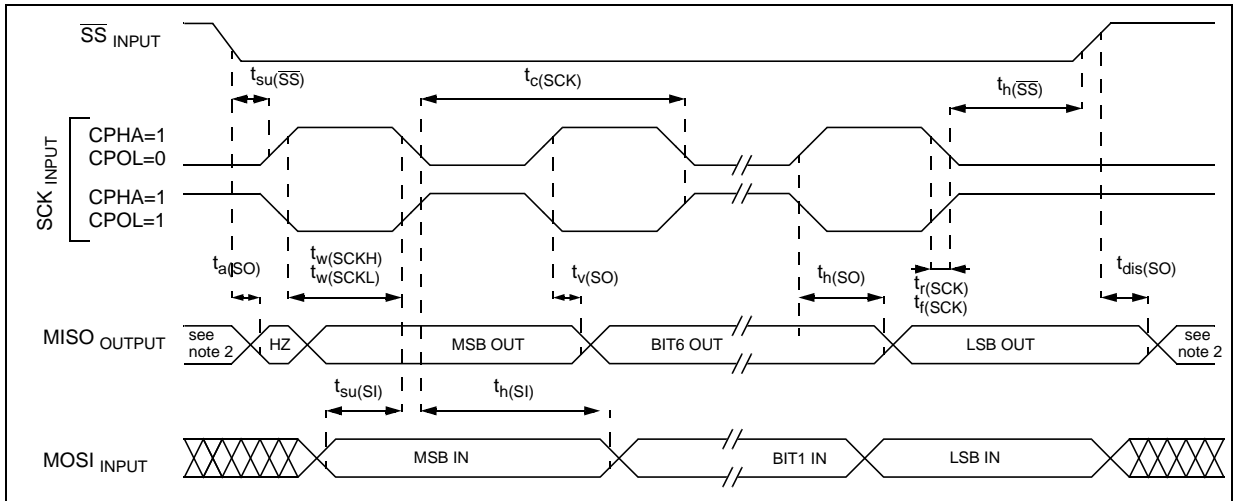 SS INPUT
tsu(SS)
tc(SCK)
th(SS)
SCK INPUT
CPHA=1
CPOL=0
CPHA=1
CPOL=1
ta(SO)
tw(SCKH)
tw(SCKL)
tv(SO)
th(SO)
tr(SCK)
tf(SCK)
tdis(SO)
MISO OUTPUT
see
note 2
HZ
MSB OUT
BIT6 OUT
LSB OUT
see
note 2
tsu(SI)
th(SI)
MOSI INPUT
MSB IN
BIT1 IN
LSB IN